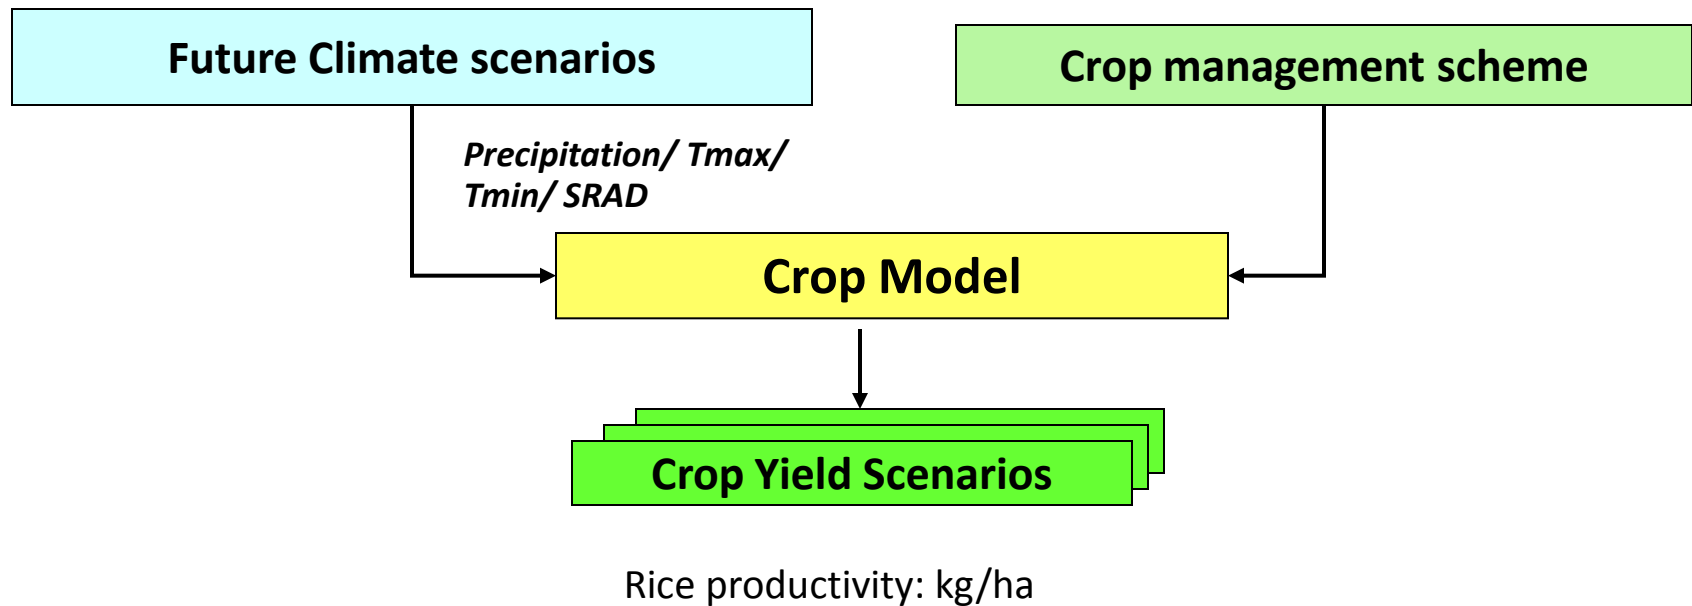 Future Climate scenarios
Crop management scheme
Precipitation/ Tmax/
Tmin/ SRAD
Crop Model
Crop Yield Scenarios
Rice productivity: kg/ha